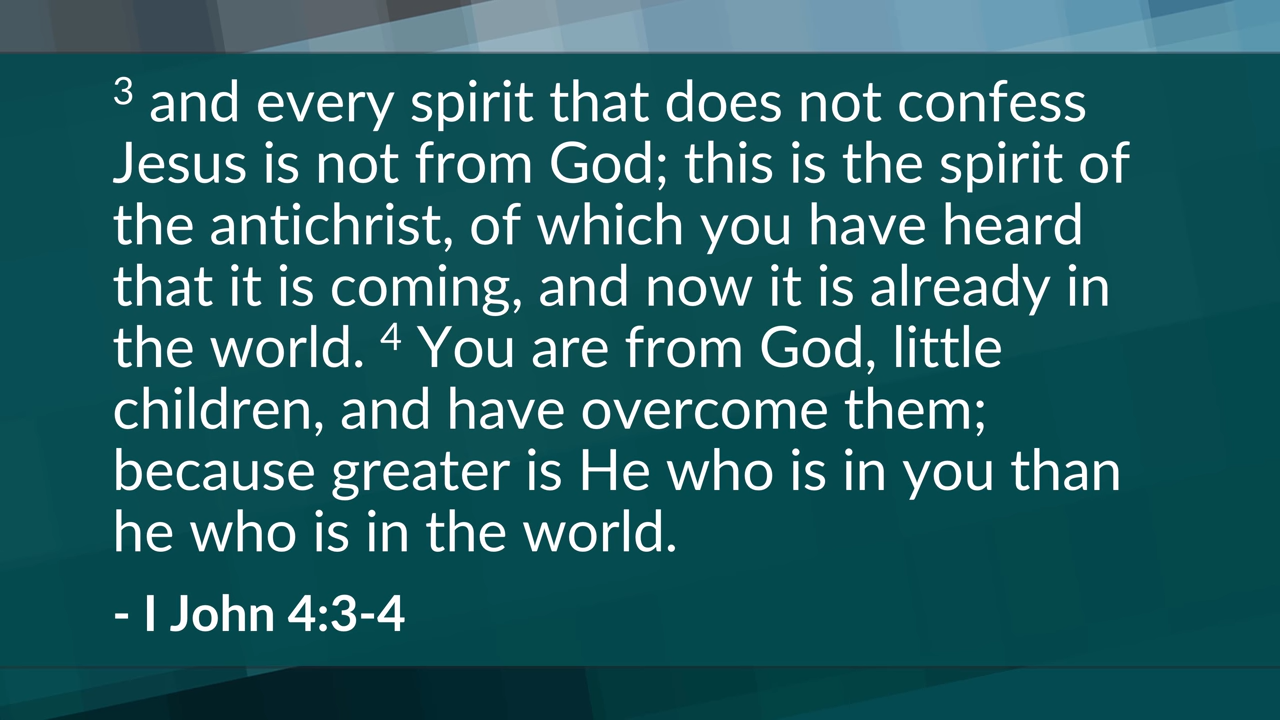 3 and every spirit that does not confess
Jesus is not from God; this is the spirit of
the antichrist, of which you have heard
that it is coming, and now it is already in
the world. 4 You are from God, little
children, and have overcome them;
because greater is He who is in you than
he who is in the world.
- I John 4:3-4